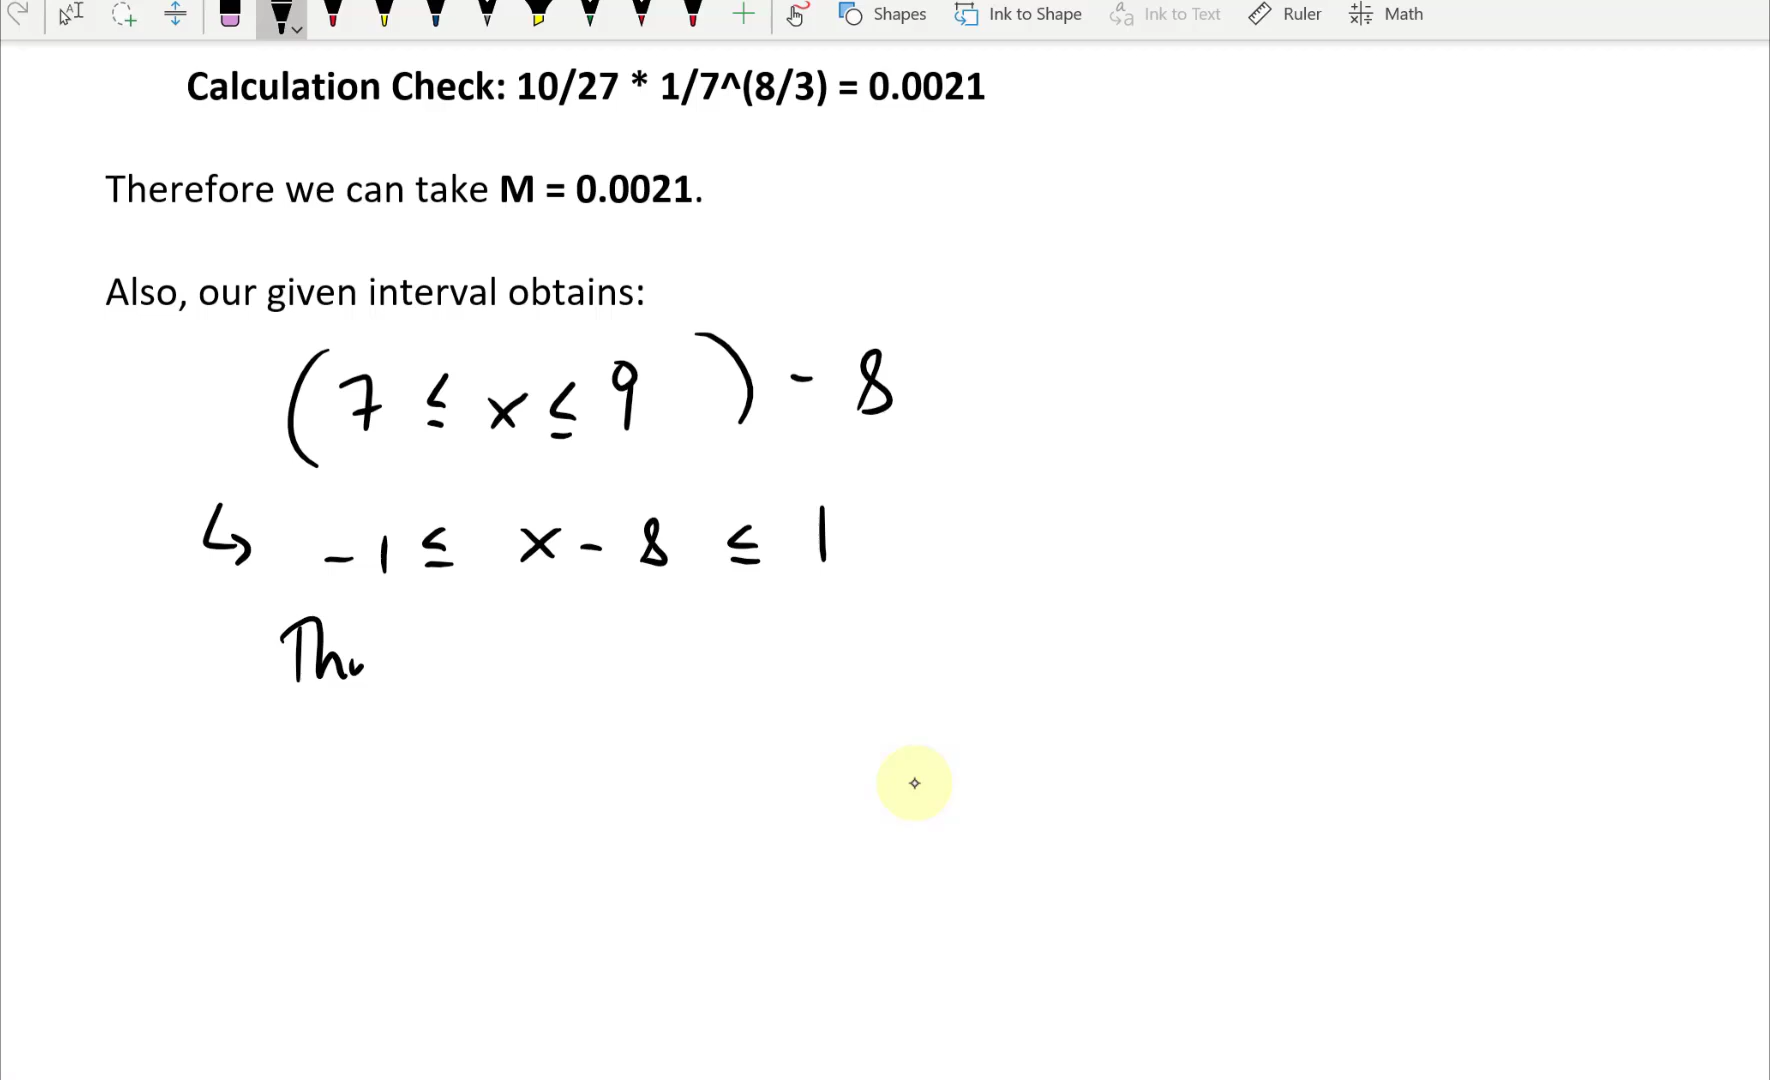 Shapes Ink to Shape Ink to Text Ruler Math
Calculation Check: 10/27 * 1/7^(8/3) = 0.0021
Therefore we can take M = 0.0021.
Also, our given interval obtains:
(7 ≤ x ≤ 9) - 8
↳ -1 ≤ x - 8 ≤ 1
Thu